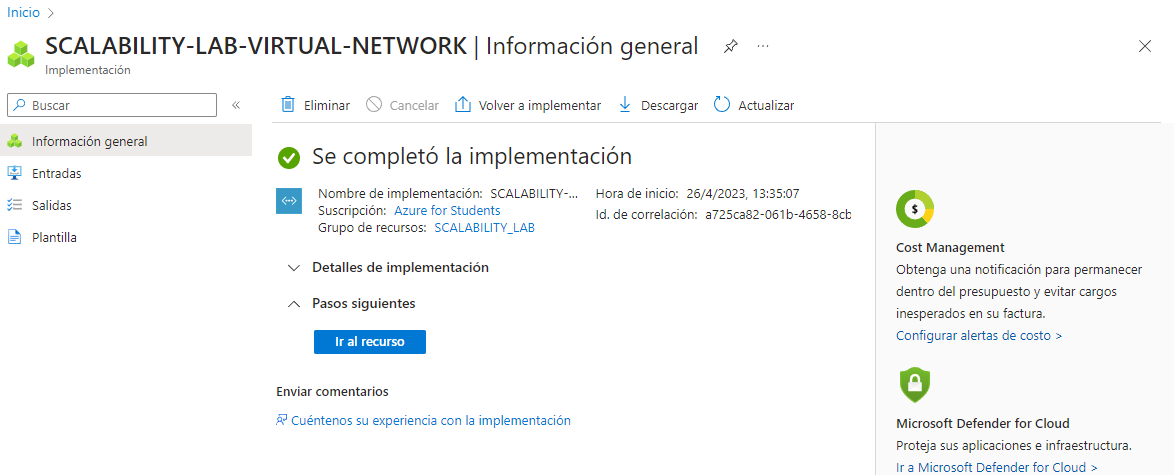 Inicio >
SCALABILITY-LAB-VIRTUAL-NETWORK | Información general
Implementación
Buscar
Eliminar
Cancelar
Volver a implementar
Descargar
Actualizar
Información general
Entradas
Salidas
Plantilla
Se completó la implementación
Nombre de implementación: SCALABILITY-...
Suscripción: Azure for Students
Grupo de recursos: SCALABILITY_LAB
Hora de inicio: 26/4/2023, 13:35:07
Id. de correlación: a725ca82-061b-4658-8cb
Detalles de implementación
Pasos siguientes
Ir al recurso
Enviar comentarios
Cuéntenos su experiencia con la implementación
Cost Management
Obtenga una notificación para permanecer
dentro del presupuesto y evitar cargos
inesperados en su factura.
Configurar alertas de costo >
Microsoft Defender for Cloud
Proteja sus aplicaciones e infraestructura.
Ir a Microsoft Defender for Cloud >